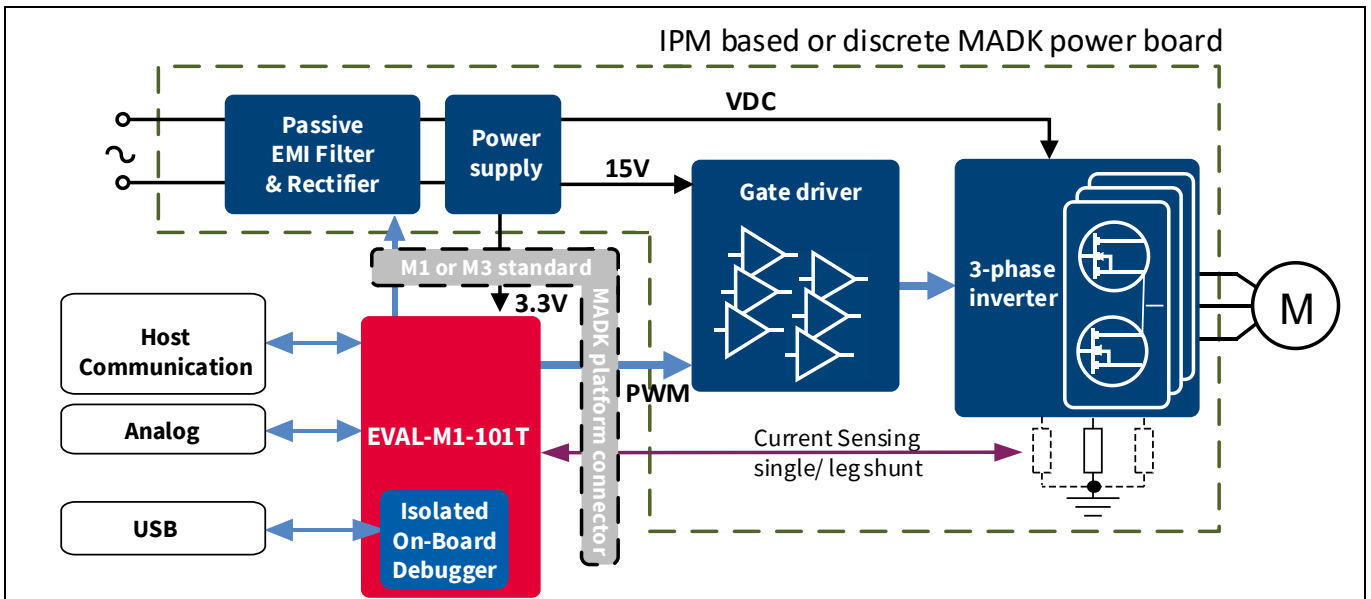 IPM based or discrete MADK power board
VDC
Passive
EMI Filter
& Rectifier
Power
supply
15V
Gate driver
3-phase
inverter
M
M1 or M3 standard
MADK platform connector
3.3V
Host
Communication
PWM
Analog
EVAL-M1-101T
Current Sensing
single/ leg shunt
USB
Isolated
On-Board
Debugger